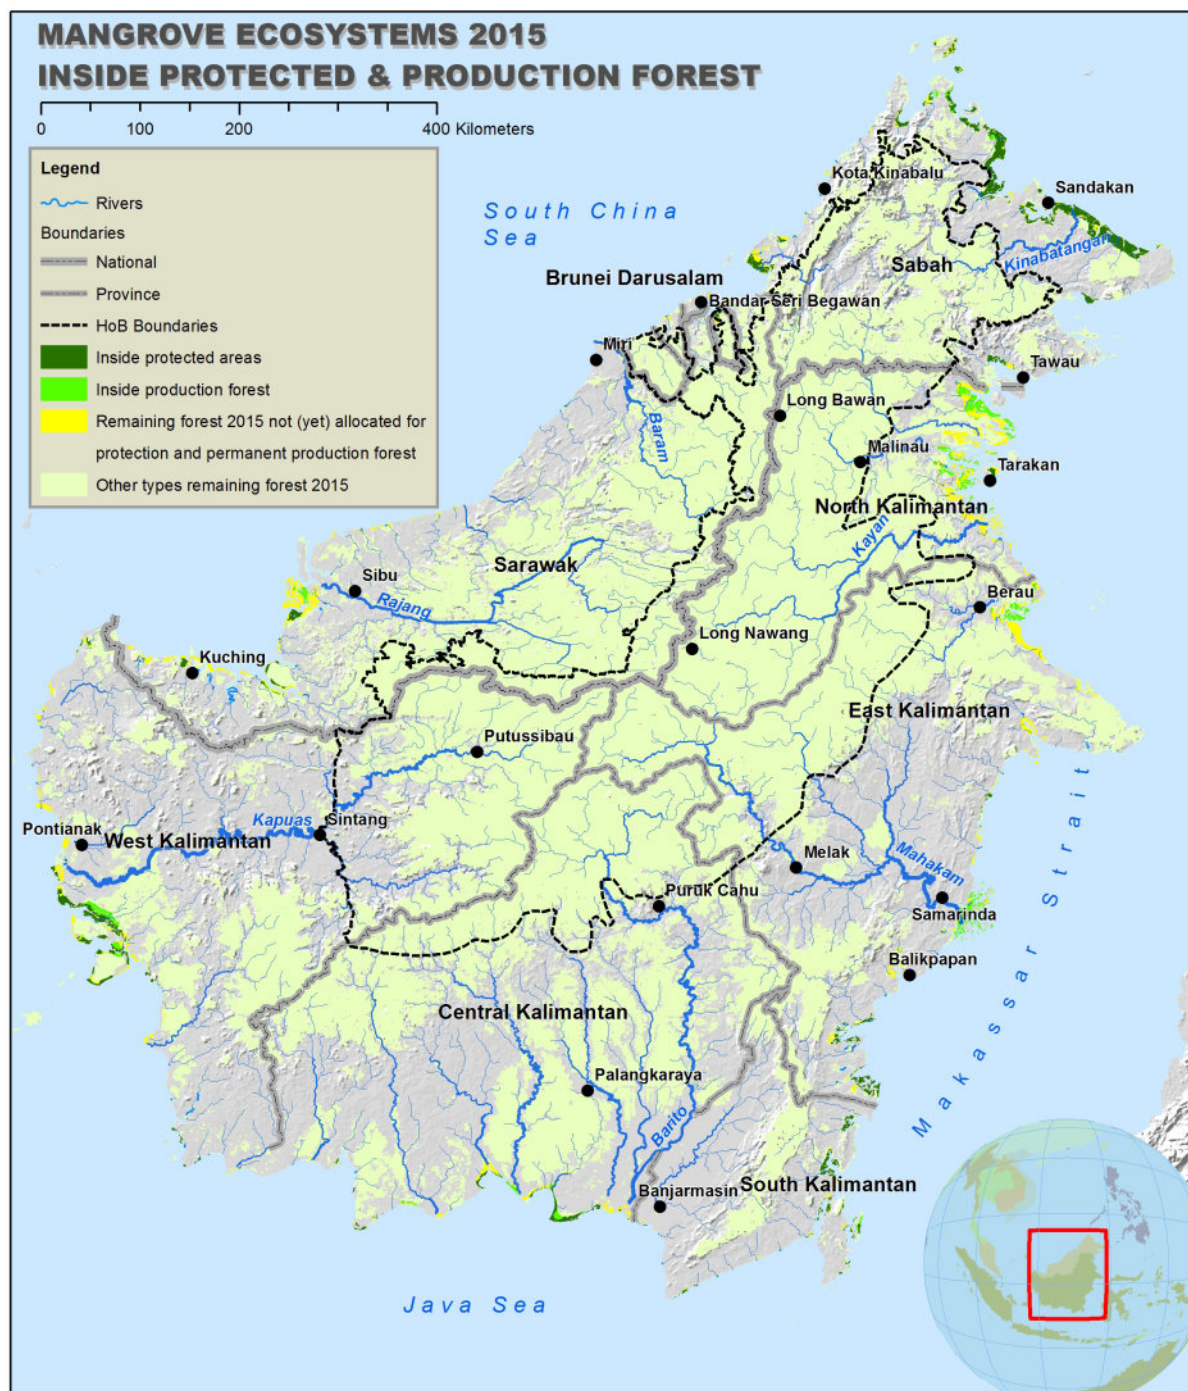 MANGROVE ECOSYSTEMS 2015
INSIDE PROTECTED & PRODUCTION FOREST
0 100 200 400 Kilometers
Legend
Rivers
Boundaries
National
Province
HoB Boundaries
Inside protected areas
Inside production forest
Remaining forest 2015 not (yet) allocated for
protection and permanent production forest
Other types remaining forest 2015
South China
Sea
Kota Kinabalu
Sandakan
Kinabatangan
Sabah
Brunei Darusalam
Bandar Seri Begawan
Miri
Tawau
Long Bawan
Baram
Malinau
Tarakan
North Kalimantan
Kayan
Sarawak
Sibu
Rajang
Berau
Long Nawang
Kuching
East Kalimantan
Putussibau
Kapuas
Sintang
Pontianak
West Kalimantan
Melak
Mahakam
Samarinda
Puruk Cahu
Balikpapan
Makassar Strait
Central Kalimantan
Palangkaraya
Barito
Banjarmasin
South Kalimantan
Java Sea